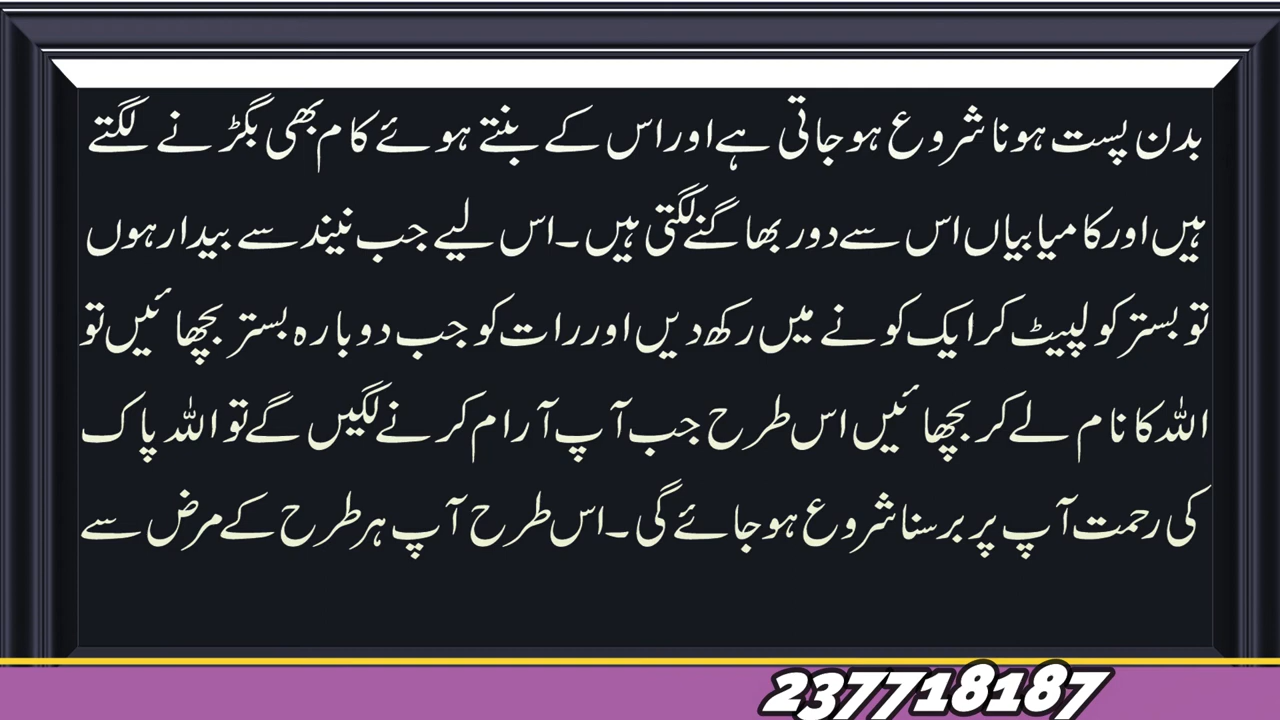 بدن پست ہونا شروع ہوجاتی ہے اور اس کے بنتے ہوئے کام بھی بگڑنے لگتے
ہیں اور کامیابیاں اس سے دور بھاگنے لگتی ہیں۔ اس لیے جب نیند سے بیدار ہوں
تو بستر کو لپیٹ کر ایک کونے میں رکھ دیں اور رات کو جب دوبارہ بستر بچھائیں تو
اللہ کا نام لے کر بچھائیں اس طرح جب آپ آرام کرنے لگیں گے تو اللہ پاک
کی رحمت آپ پر برسنا شروع ہوجائے گی۔ اس طرح آپ ہر طرح کے مرض سے
237718187